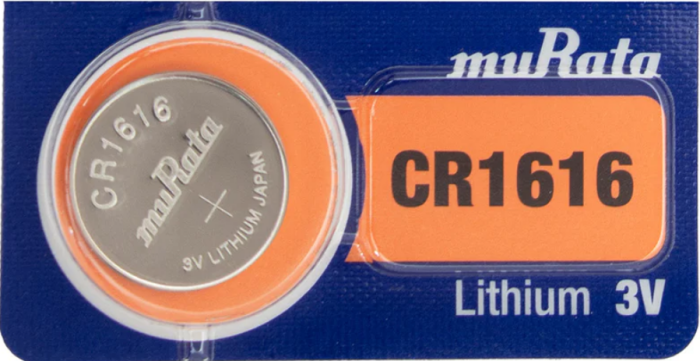 CR1616
muRata
+
3V LITHIUM JAPAN
muRata
CR1616
Lithium 3V